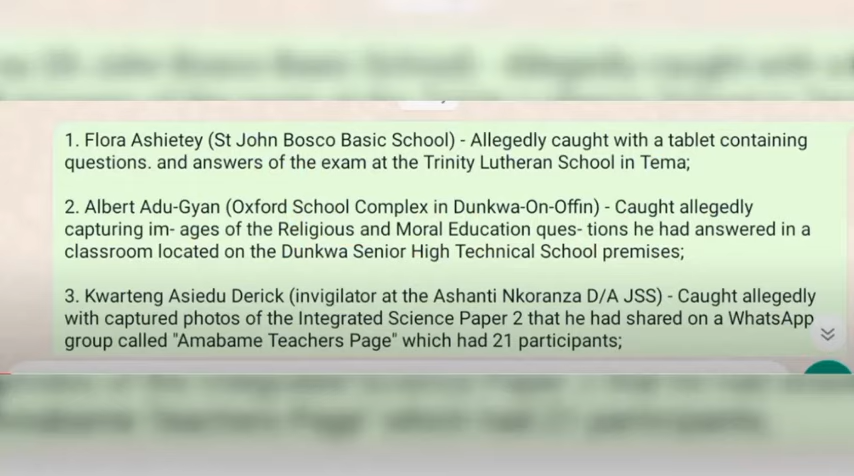 1. Flora Ashietey (St John Bosco Basic School) - Allegedly caught with a tablet containing
questions. and answers of the exam at the Trinity Lutheran School in Tema;
2. Albert Adu-Gyan (Oxford School Complex in Dunkwa-On-Offin) - Caught allegedly
capturing im- ages of the Religious and Moral Education ques- tions he had answered in a
classroom located on the Dunkwa Senior High Technical School premises;
3. Kwarteng Asiedu Derick (invigilator at the Ashanti Nkoranza D/A JSS) - Caught allegedly
with captured photos of the Integrated Science Paper 2 that he had shared on a WhatsApp
group called "Amabame Teachers Page" which had 21 participants;